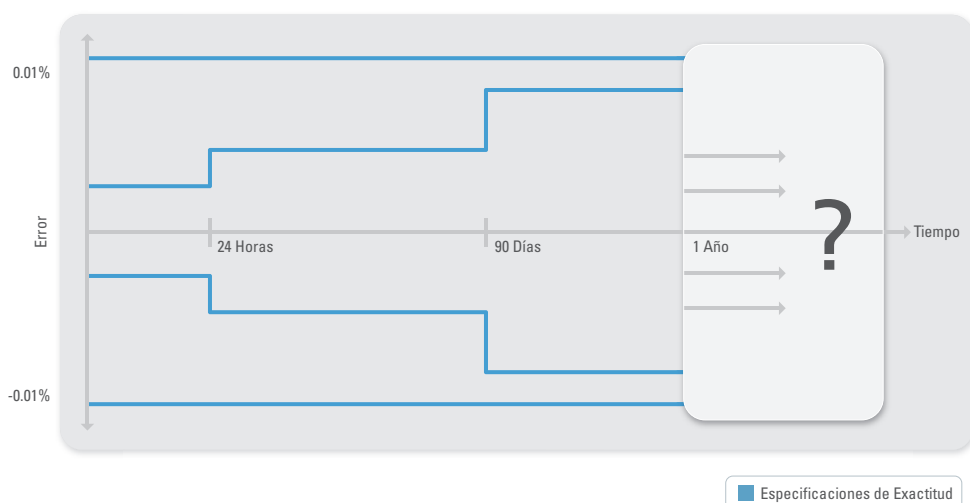 0.01%
Error
24 Horas
90 Días
1 Año
?
Tiempo
-0.01%
Especificaciones de Exactitud